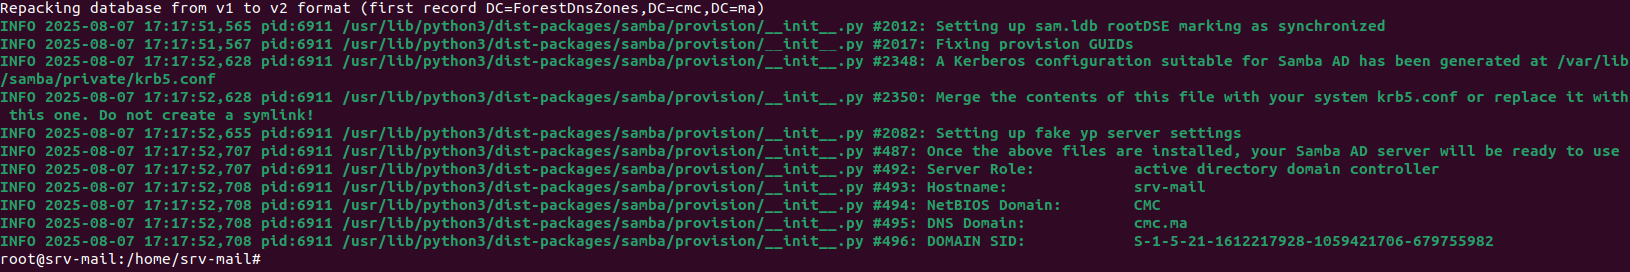 Repacking database from v1 to v2 format (first record DC=ForestDnsZones,DC=cmc,DC=ma)
INFO 2025-08-07 17:17:51,565 pid:6911 /usr/lib/python3/dist-packages/samba/provision/__init__.py #2012: Setting up sam.ldb rootDSE marking as synchronized
INFO 2025-08-07 17:17:51,567 pid:6911 /usr/lib/python3/dist-packages/samba/provision/__init__.py #2017: Fixing provision GUIDs
INFO 2025-08-07 17:17:52,628 pid:6911 /usr/lib/python3/dist-packages/samba/provision/__init__.py #2348: A Kerberos configuration suitable for Samba AD has been generated at /var/lib
/samba/private/krb5.conf
INFO 2025-08-07 17:17:52,628 pid:6911 /usr/lib/python3/dist-packages/samba/provision/__init__.py #2350: Merge the contents of this file with your system krb5.conf or replace it with
 this one. Do not create a symlink!
INFO 2025-08-07 17:17:52,655 pid:6911 /usr/lib/python3/dist-packages/samba/provision/__init__.py #2082: Setting up fake yp server settings
INFO 2025-08-07 17:17:52,707 pid:6911 /usr/lib/python3/dist-packages/samba/provision/__init__.py #487: Once the above files are installed, your Samba AD server will be ready to use
INFO 2025-08-07 17:17:52,707 pid:6911 /usr/lib/python3/dist-packages/samba/provision/__init__.py #492: Server Role:           active directory domain controller
INFO 2025-08-07 17:17:52,708 pid:6911 /usr/lib/python3/dist-packages/samba/provision/__init__.py #493: Hostname:              srv-mail
INFO 2025-08-07 17:17:52,708 pid:6911 /usr/lib/python3/dist-packages/samba/provision/__init__.py #494: NetBIOS Domain:        CMC
INFO 2025-08-07 17:17:52,708 pid:6911 /usr/lib/python3/dist-packages/samba/provision/__init__.py #495: DNS Domain:            cmc.ma
INFO 2025-08-07 17:17:52,708 pid:6911 /usr/lib/python3/dist-packages/samba/provision/__init__.py #496: DOMAIN SID:            S-1-5-21-1612217928-1059421706-679755982
root@srv-mail:/home/srv-mail#